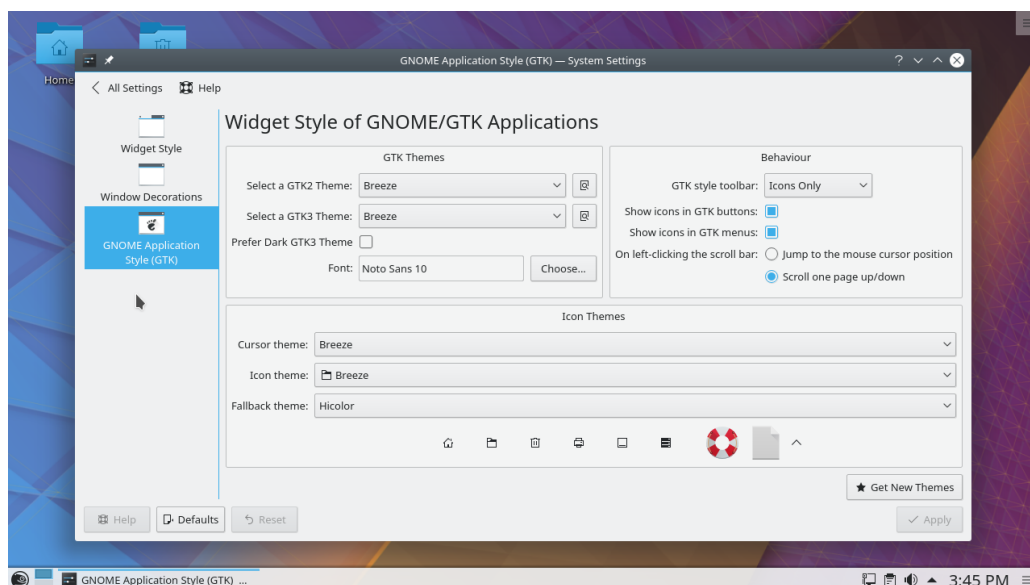 Home
GNOME Application Style (GTK) — System Settings
All Settings
Help
Widget Style
Window Decorations
GNOME Application
Style (GTK)
Widget Style of GNOME/GTK Applications
GTK Themes
Select a GTK2 Theme: Breeze
Select a GTK3 Theme: Breeze
Prefer Dark GTK3 Theme
Font: Noto Sans 10 Choose...
Behaviour
GTK style toolbar: Icons Only
Show icons in GTK buttons:
Show icons in GTK menus:
On left-clicking the scroll bar: Jump to the mouse cursor position
Scroll one page up/down
Icon Themes
Cursor theme: Breeze
Icon theme: Breeze
Fallback theme: Hicolor
Get New Themes
Help Defaults Reset Apply
GNOME Application Style (GTK) ...
3:45 PM